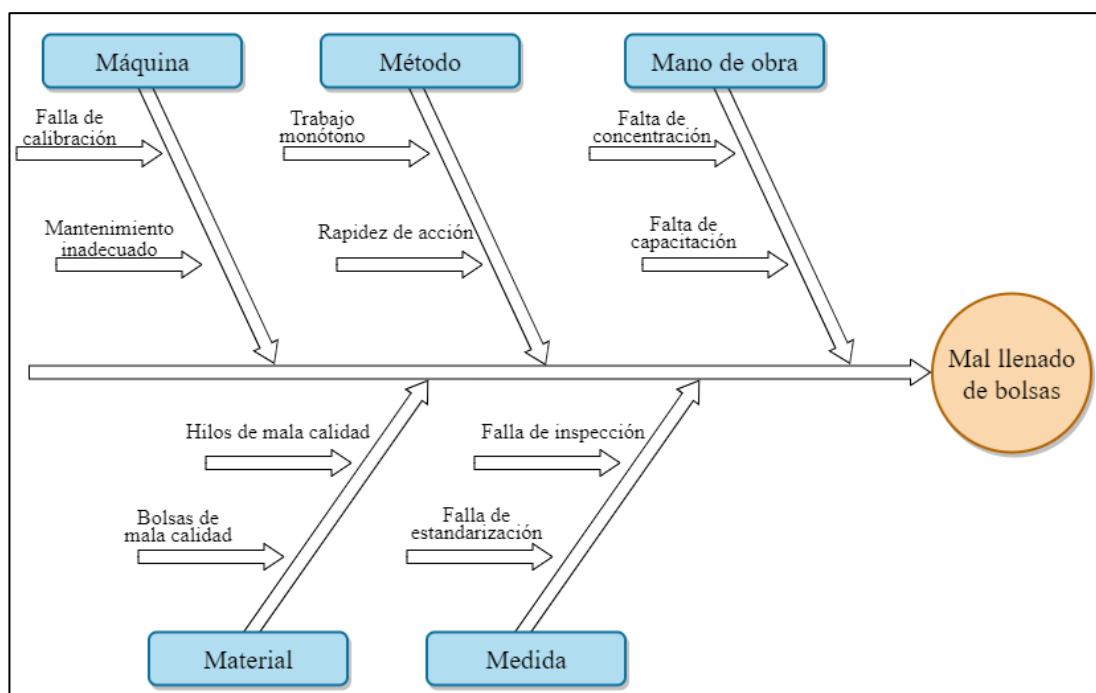 Máquina
Método
Mano de obra
Falla de
calibración
Trabajo
monótono
Falta de
concentración
Mantenimiento
inadecuado
Rapidez de acción
Falta de
capacitación
Mal llenado
de bolsas
Hilos de mala calidad
Falla de inspección
Bolsas de
mala calidad
Falla de
estandarización
Material
Medida